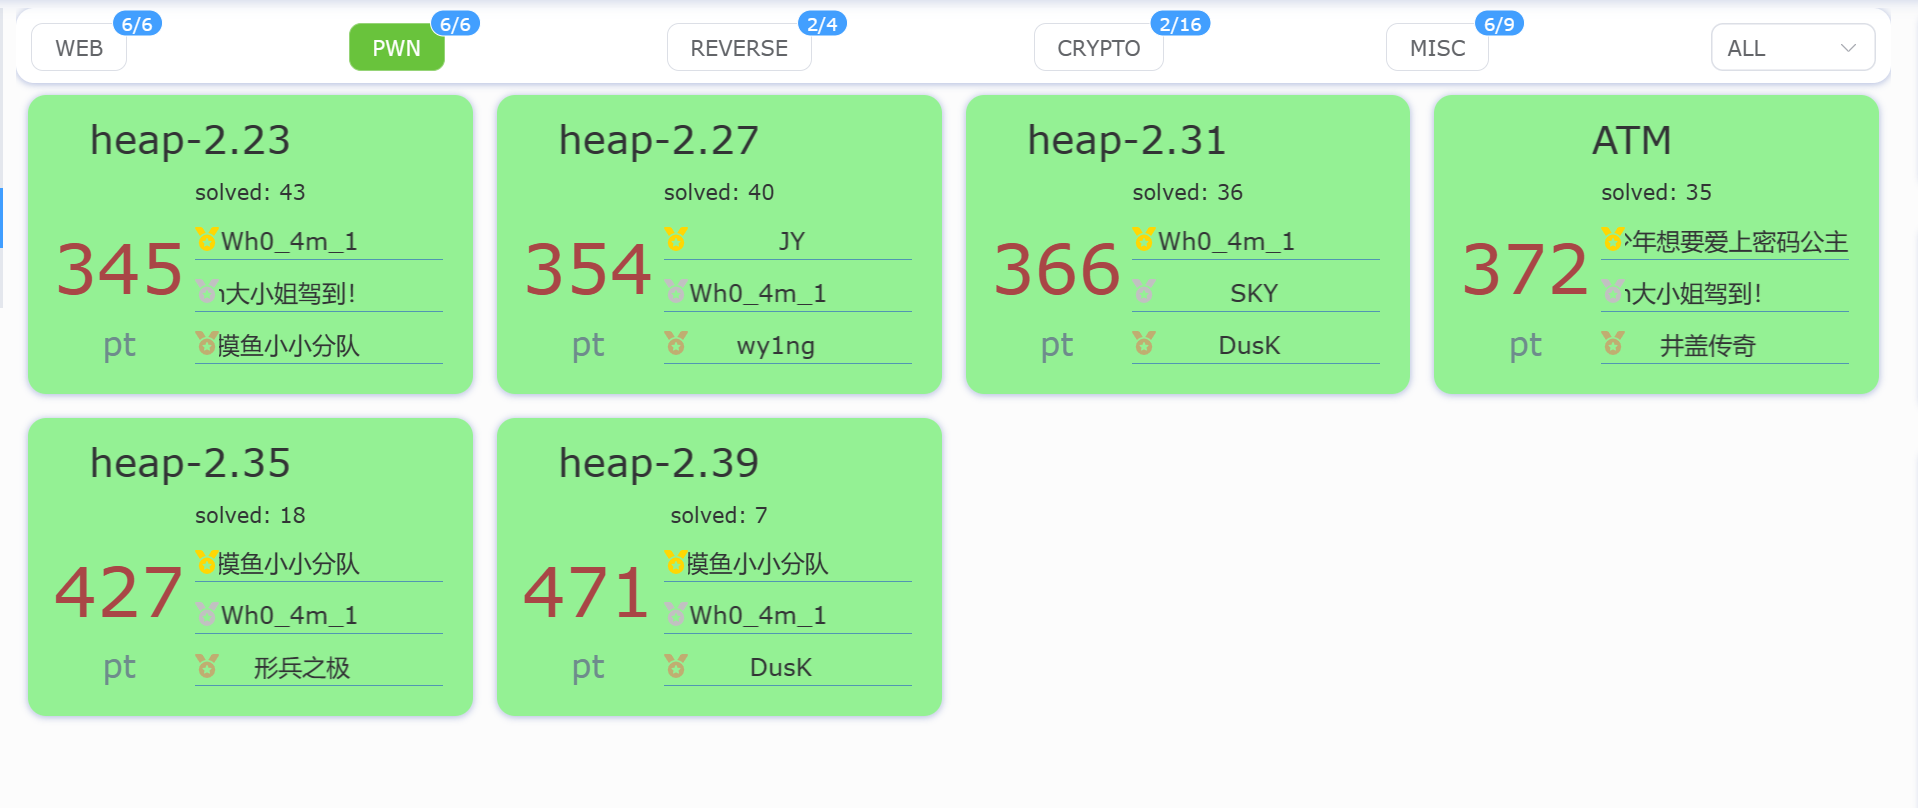 WEB 6/6 PWN 6/6 REVERSE 2/4 CRYPTO 2/16 MISC 6/9 ALL
heap-2.23
solved: 43
345 pt
Wh0_4m_1
大小姐驾到!
摸鱼小小分队
heap-2.27
solved: 40
354 pt
JY
Wh0_4m_1
wy1ng
heap-2.31
solved: 36
366 pt
Wh0_4m_1
SKY
DusK
ATM
solved: 35
372 pt
年想要爱上密码公主
大小姐驾到!
井盖传奇
heap-2.35
solved: 18
427 pt
摸鱼小小分队
Wh0_4m_1
形兵之极
heap-2.39
solved: 7
471 pt
摸鱼小小分队
Wh0_4m_1
DusK